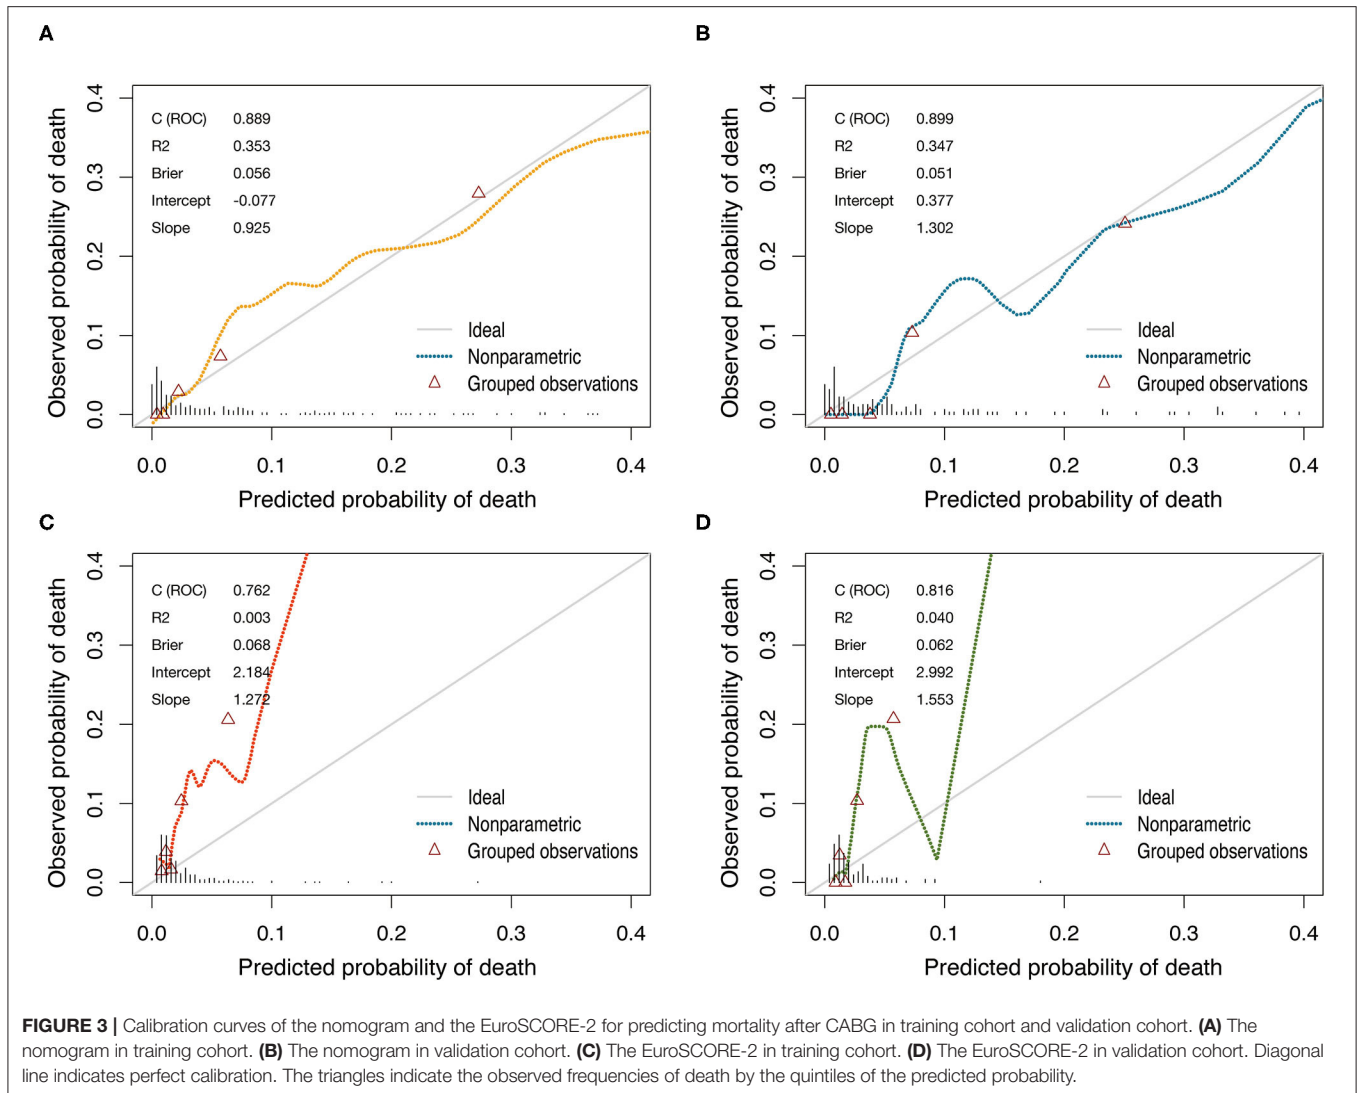 A
Observed probability of death
0.4
0.3
0.2
0.1
0.0
C (ROC) 0.889
R2 0.353
Brier 0.056
Intercept -0.077
Slope 0.925
Ideal
Nonparametric
Grouped observations
0.0 0.1 0.2 0.3 0.4
Predicted probability of death
B
Observed probability of death
0.4
0.3
0.2
0.1
0.0
C (ROC) 0.899
R2 0.347
Brier 0.051
Intercept 0.377
Slope 1.302
Ideal
Nonparametric
Grouped observations
0.0 0.1 0.2 0.3 0.4
Predicted probability of death
C
Observed probability of death
0.4
0.3
0.2
0.1
0.0
C (ROC) 0.762
R2 0.003
Brier 0.068
Intercept 2.184
Slope 1.272
Ideal
Nonparametric
Grouped observations
0.0 0.1 0.2 0.3 0.4
Predicted probability of death
D
Observed probability of death
0.4
0.3
0.2
0.1
0.0
C (ROC) 0.816
R2 0.040
Brier 0.062
Intercept 2.992
Slope 1.553
Ideal
Nonparametric
Grouped observations
0.0 0.1 0.2 0.3 0.4
Predicted probability of death
FIGURE 3 | Calibration curves of the nomogram and the EuroSCORE-2 for predicting mortality after CABG in training cohort and validation cohort. (A) The
nomogram in training cohort. (B) The nomogram in validation cohort. (C) The EuroSCORE-2 in training cohort. (D) The EuroSCORE-2 in validation cohort. Diagonal
line indicates perfect calibration. The triangles indicate the observed frequencies of death by the quintiles of the predicted probability.